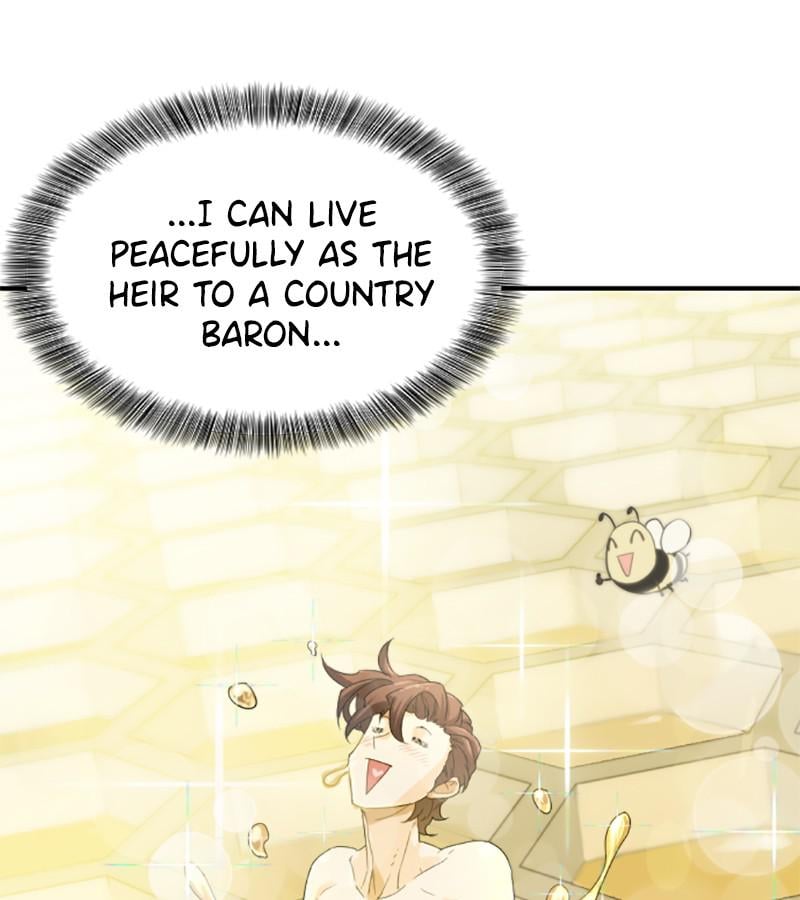 ...I CAN LIVE
PEACEFULLY AS THE
HEIR TO A COUNTRY
BARON...